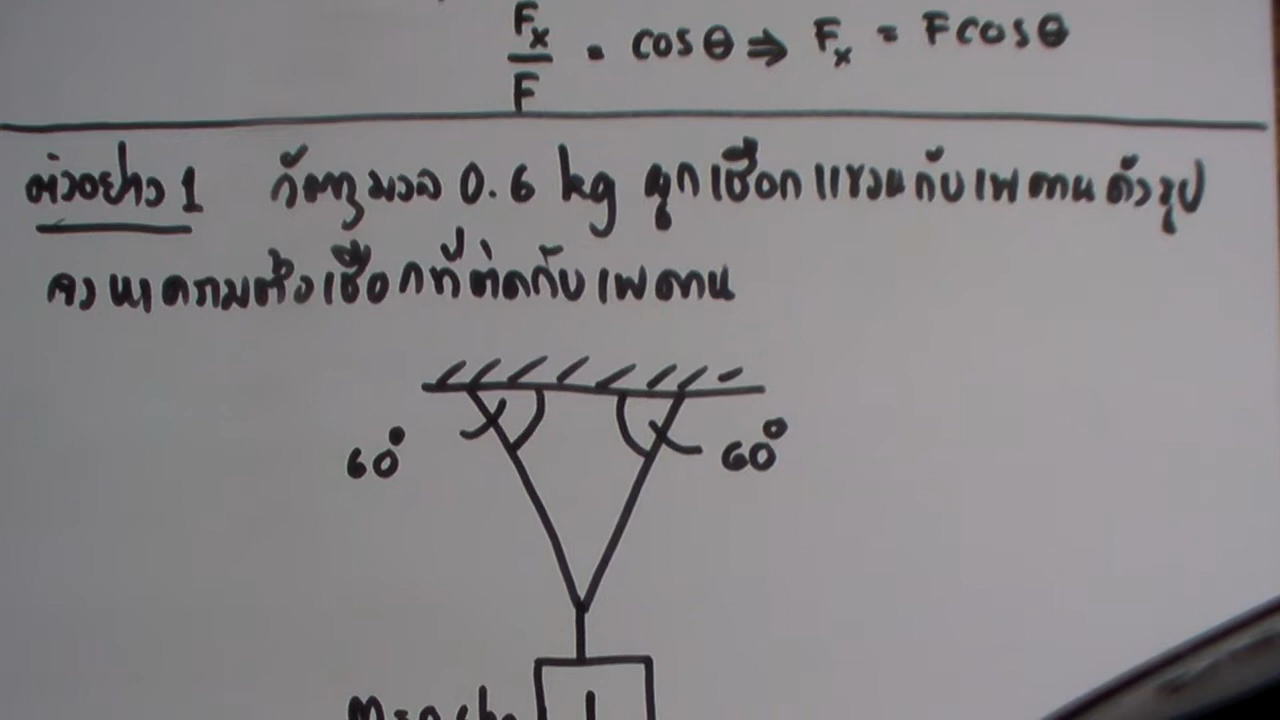 Fx/F = cosθ ⇒ Fx = Fcosθ
ตัวอย่าง 1 วัตถุมวล 0.6 kg ผูกเชือกแขวนกับเพดานดังรูป
จงหาความตึงเชือกที่ติดกับเพดาน
60° 60°